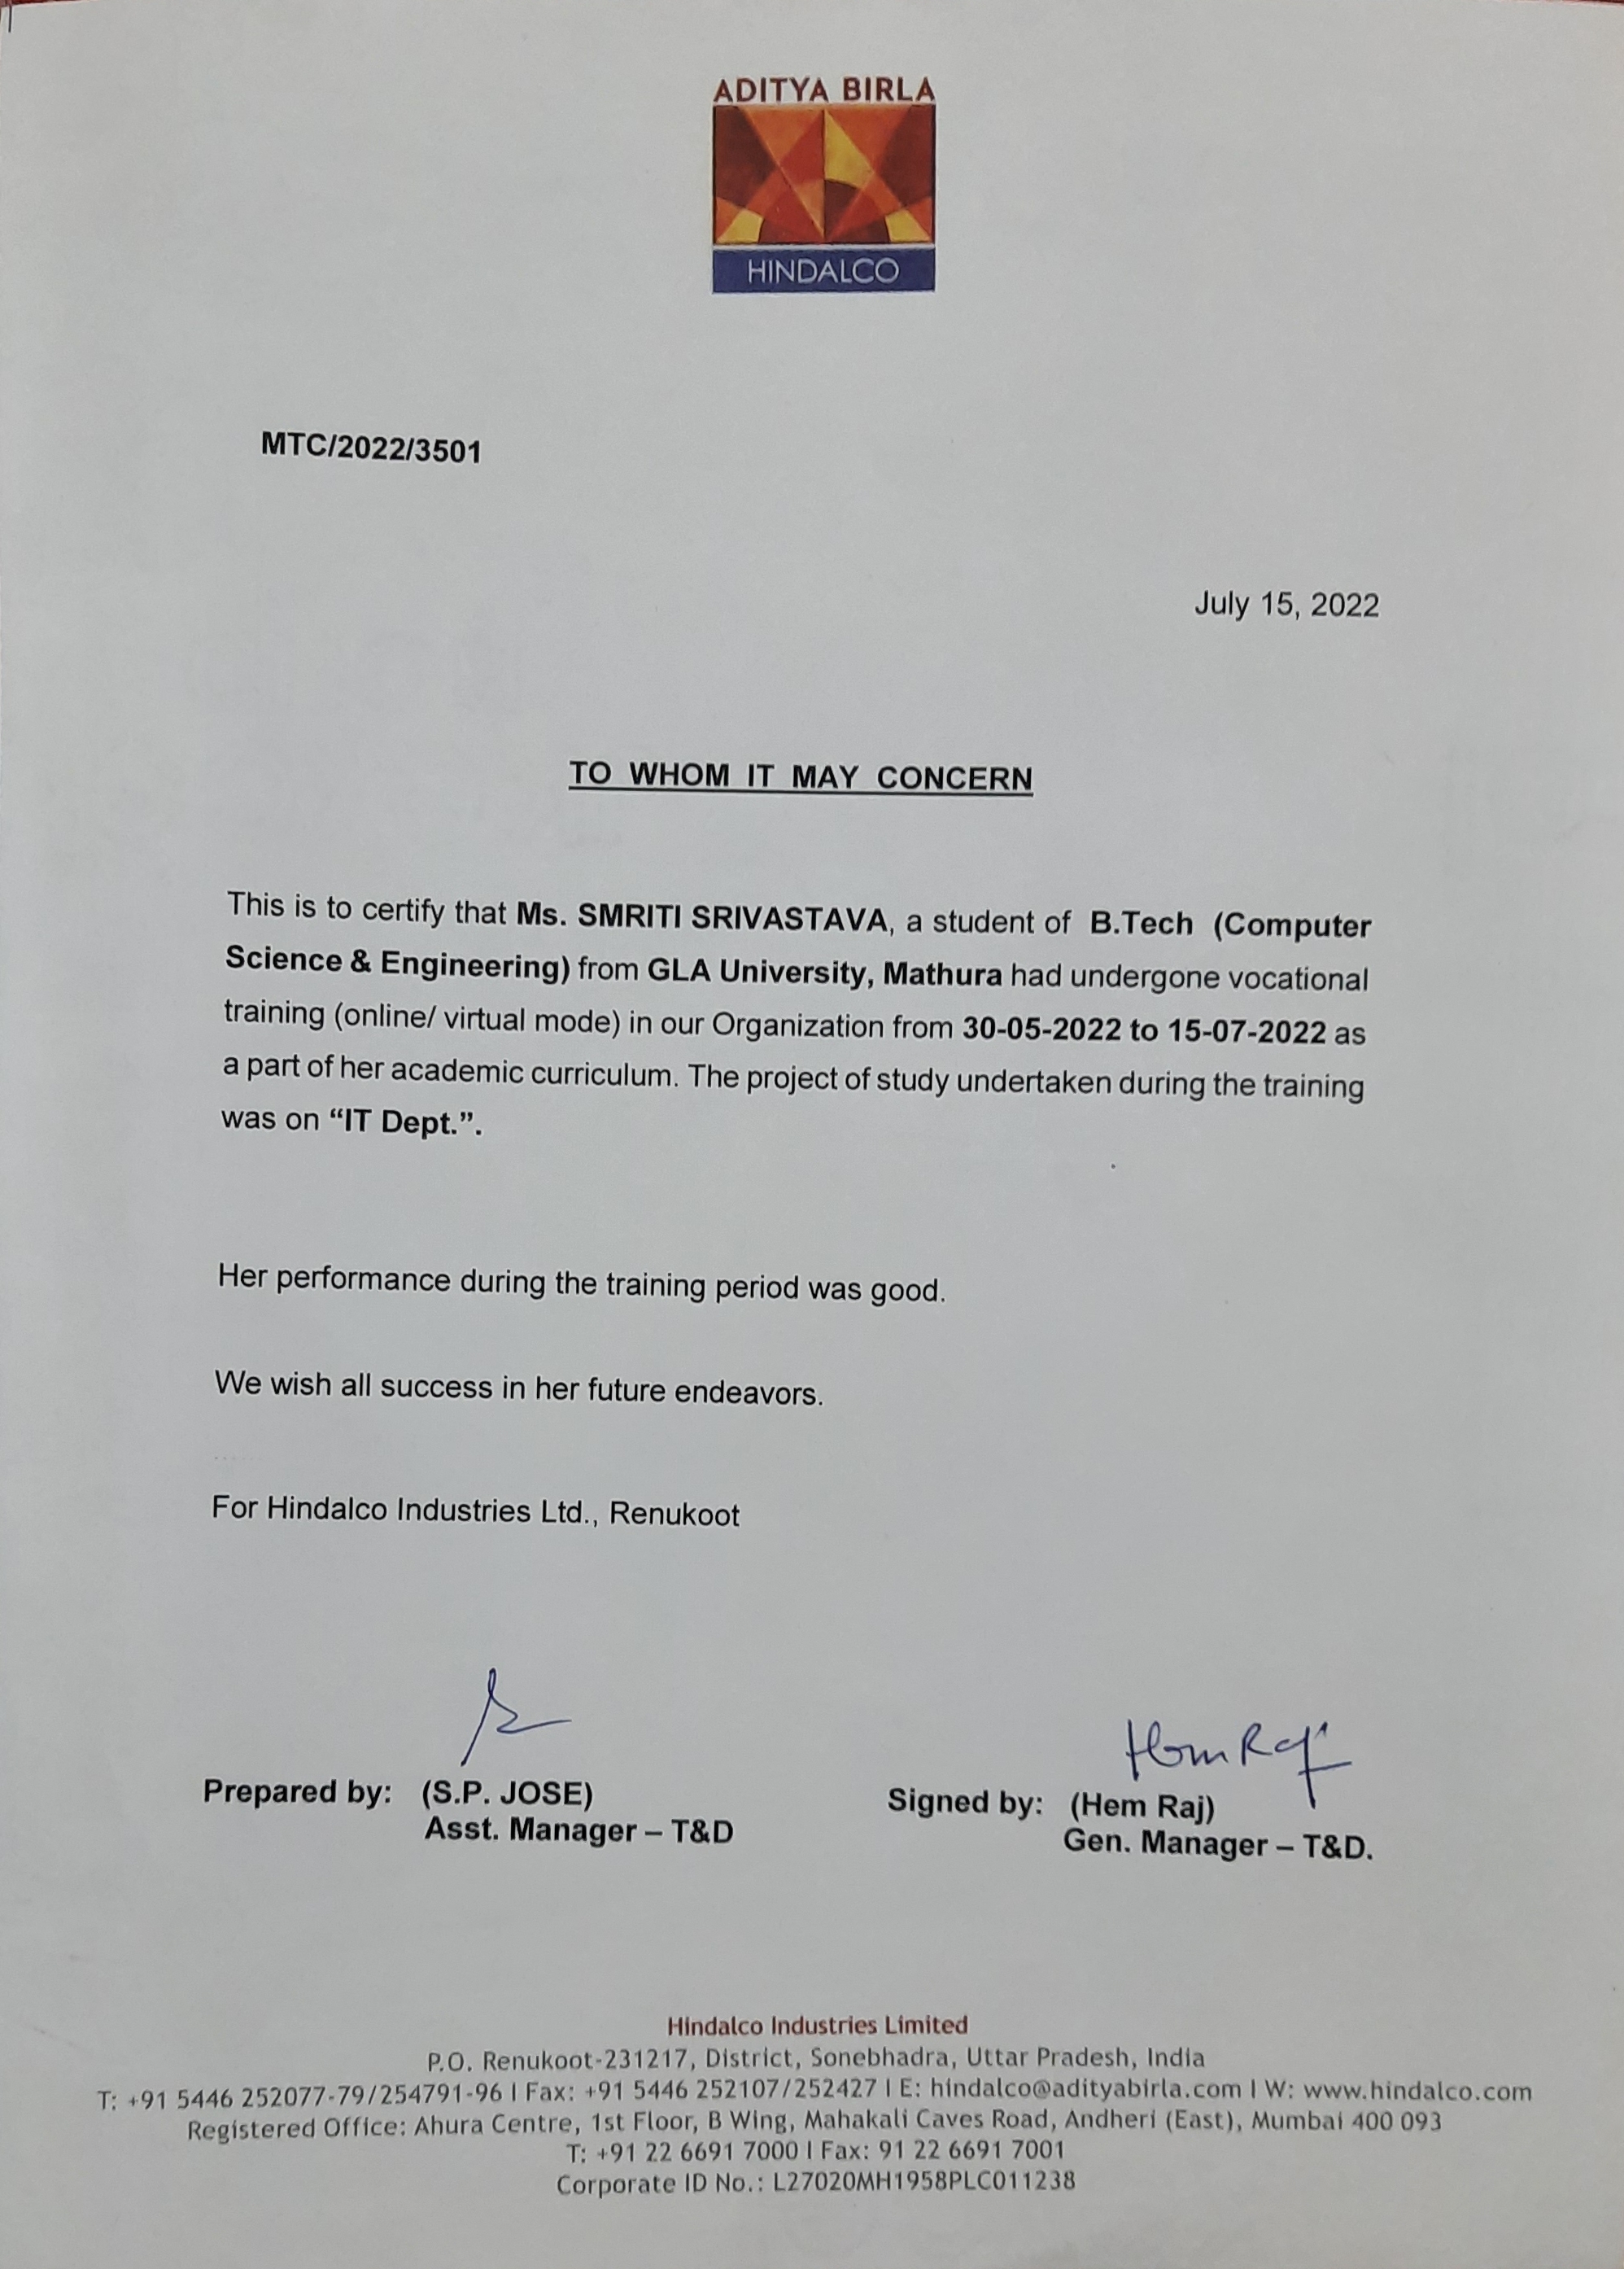 ADITYA BIRLA
HINDALCO
MTC/2022/3501
July 15, 2022
TO WHOM IT MAY CONCERN
This is to certify that Ms. SMRITI SRIVASTAVA, a student of B.Tech (Computer
Science & Engineering) from GLA University, Mathura had undergone vocational
training (online/ virtual mode) in our Organization from 30-05-2022 to 15-07-2022 as
a part of her academic curriculum. The project of study undertaken during the training
was on “IT Dept.”.
Her performance during the training period was good.
We wish all success in her future endeavors.
For Hindalco Industries Ltd., Renukoot
Hem Raj
Prepared by: (S.P. JOSE)
Asst. Manager – T&D
Signed by: (Hem Raj)
Gen. Manager – T&D.
Hindalco Industries Limited
P.O. Renukoot-231217, District, Sonebhadra, Uttar Pradesh, India
T: +91 5446 252077-79/254791-96 I Fax: +91 5446 252107/252427 I E: hindalco@adityabirla.com I W: www.hindalco.com
Registered Office: Ahura Centre, 1st Floor, B Wing, Mahakali Caves Road, Andheri (East), Mumbai 400 093
T: +91 22 6691 7000 I Fax: 91 22 6691 7001
Corporate ID No.: L27020MH1958PLC011238